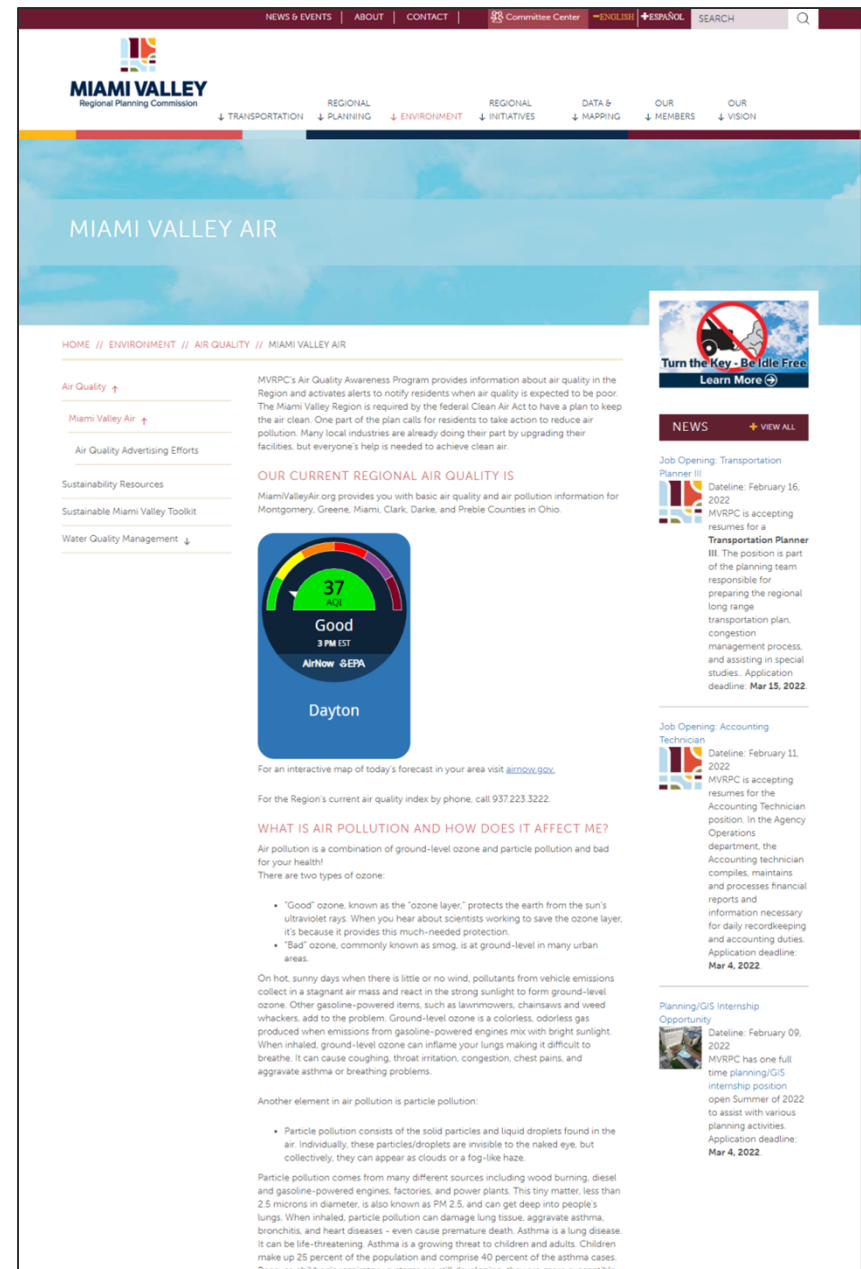 NEWS & EVENTS | ABOUT | CONTACT |
Committee Center
ENGLISH
ESPAÑOL
SEARCH
MIAMI VALLEY
Regional Planning Commission
↓ TRANSPORTATION
REGIONAL
↓ PLANNING
↓ ENVIRONMENT
REGIONAL
↓ INITIATIVES
DATA &
↓ MAPPING
OUR
↓ MEMBERS
OUR
↓ VISION
MIAMI VALLEY AIR
HOME // ENVIRONMENT // AIR QUALITY // MIAMI VALLEY AIR
Air Quality ↑
Miami Valley Air ↑
Air Quality Advertising Efforts
Sustainability Resources
Sustainable Miami Valley Toolkit
Water Quality Management ↓
MVRPC's Air Quality Awareness Program provides information about air quality in the
Region and activates alerts to notify residents when air quality is expected to be poor.
The Miami Valley Region is required by the federal Clean Air Act to have a plan to keep
the air clean. One part of the plan calls for residents to take action to reduce air
pollution. Many local industries are already doing their part by upgrading their
facilities, but everyone's help is needed to achieve clean air.
OUR CURRENT REGIONAL AIR QUALITY IS
MiamiValleyAir.org provides you with basic air quality and air pollution information for
Montgomery, Greene, Miami, Clark, Darke, and Preble Counties in Ohio.
37
AQI
Good
3 PM EST
AirNow EPA
Dayton
For an interactive map of today's forecast in your area visit airnow.gov.
For the Region's current air quality index by phone, call 937.223.3222.
WHAT IS AIR POLLUTION AND HOW DOES IT AFFECT ME?
Air pollution is a combination of ground-level ozone and particle pollution and bad
for your health!
There are two types of ozone:
• "Good" ozone, known as the "ozone layer," protects the earth from the sun's
ultraviolet rays. When you hear about scientists working to save the ozone layer,
it's because it provides this much-needed protection.
• "Bad" ozone, commonly known as smog, is at ground-level in many urban
areas.
On hot, sunny days when there is little or no wind, pollutants from vehicle emissions
collect in a stagnant air mass and react in the strong sunlight to form ground-level
ozone. Other gasoline-powered items, such as lawnmowers, chainsaws and weed
whackers, add to the problem. Ground-level ozone is a colorless, odorless gas
produced when emissions from gasoline-powered engines mix with bright sunlight.
When inhaled, ground-level ozone can inflame your lungs making it difficult to
breathe. It can cause coughing, throat irritation, congestion, chest pains, and
aggravate asthma or breathing problems.
Another element in air pollution is particle pollution:
• Particle pollution consists of the solid particles and liquid droplets found in the
air. Individually, these particles/droplets are invisible to the naked eye, but
collectively, they can appear as clouds or a fog-like haze.
Particle pollution comes from many different sources including wood burning, diesel
and gasoline-powered engines, factories, and power plants. This tiny matter, less than
2.5 microns in diameter, is also known as PM 2.5, and can get deep into people's
lungs. When inhaled, particle pollution can damage lung tissue, aggravate asthma,
bronchitis, and heart diseases - even cause premature death. Asthma is a lung disease.
It can be life-threatening. Asthma is a growing threat to children and adults. Children
make up 25 percent of the population and comprise 40 percent of the asthma cases.
Turn the Key - Be Idle Free
Learn More
NEWS
+ VIEW ALL
Job Opening: Transportation
Planner III
Dateline: February 16,
2022
MVRPC is accepting
resumes for a
Transportation Planner
III. The position is part
of the planning team
responsible for
preparing the regional
long range
transportation plan,
congestion
management process,
and assisting in special
studies.. Application
deadline: Mar 15, 2022.
Job Opening: Accounting
Technician
Dateline: February 11,
2022
MVRPC is accepting
resumes for the
Accounting Technician
position. In the Agency
Operations
department, the
Accounting technician
compiles, maintains
and processes financial
reports and
information necessary
for daily recordkeeping
and accounting duties.
Application deadline:
Mar 4, 2022.
Planning/GIS Internship
Opportunity
Dateline: February 09,
2022
MVRPC has one full
time planning/GIS
internship position
open Summer of 2022
to assist with various
planning activities.
Application deadline:
Mar 4, 2022.